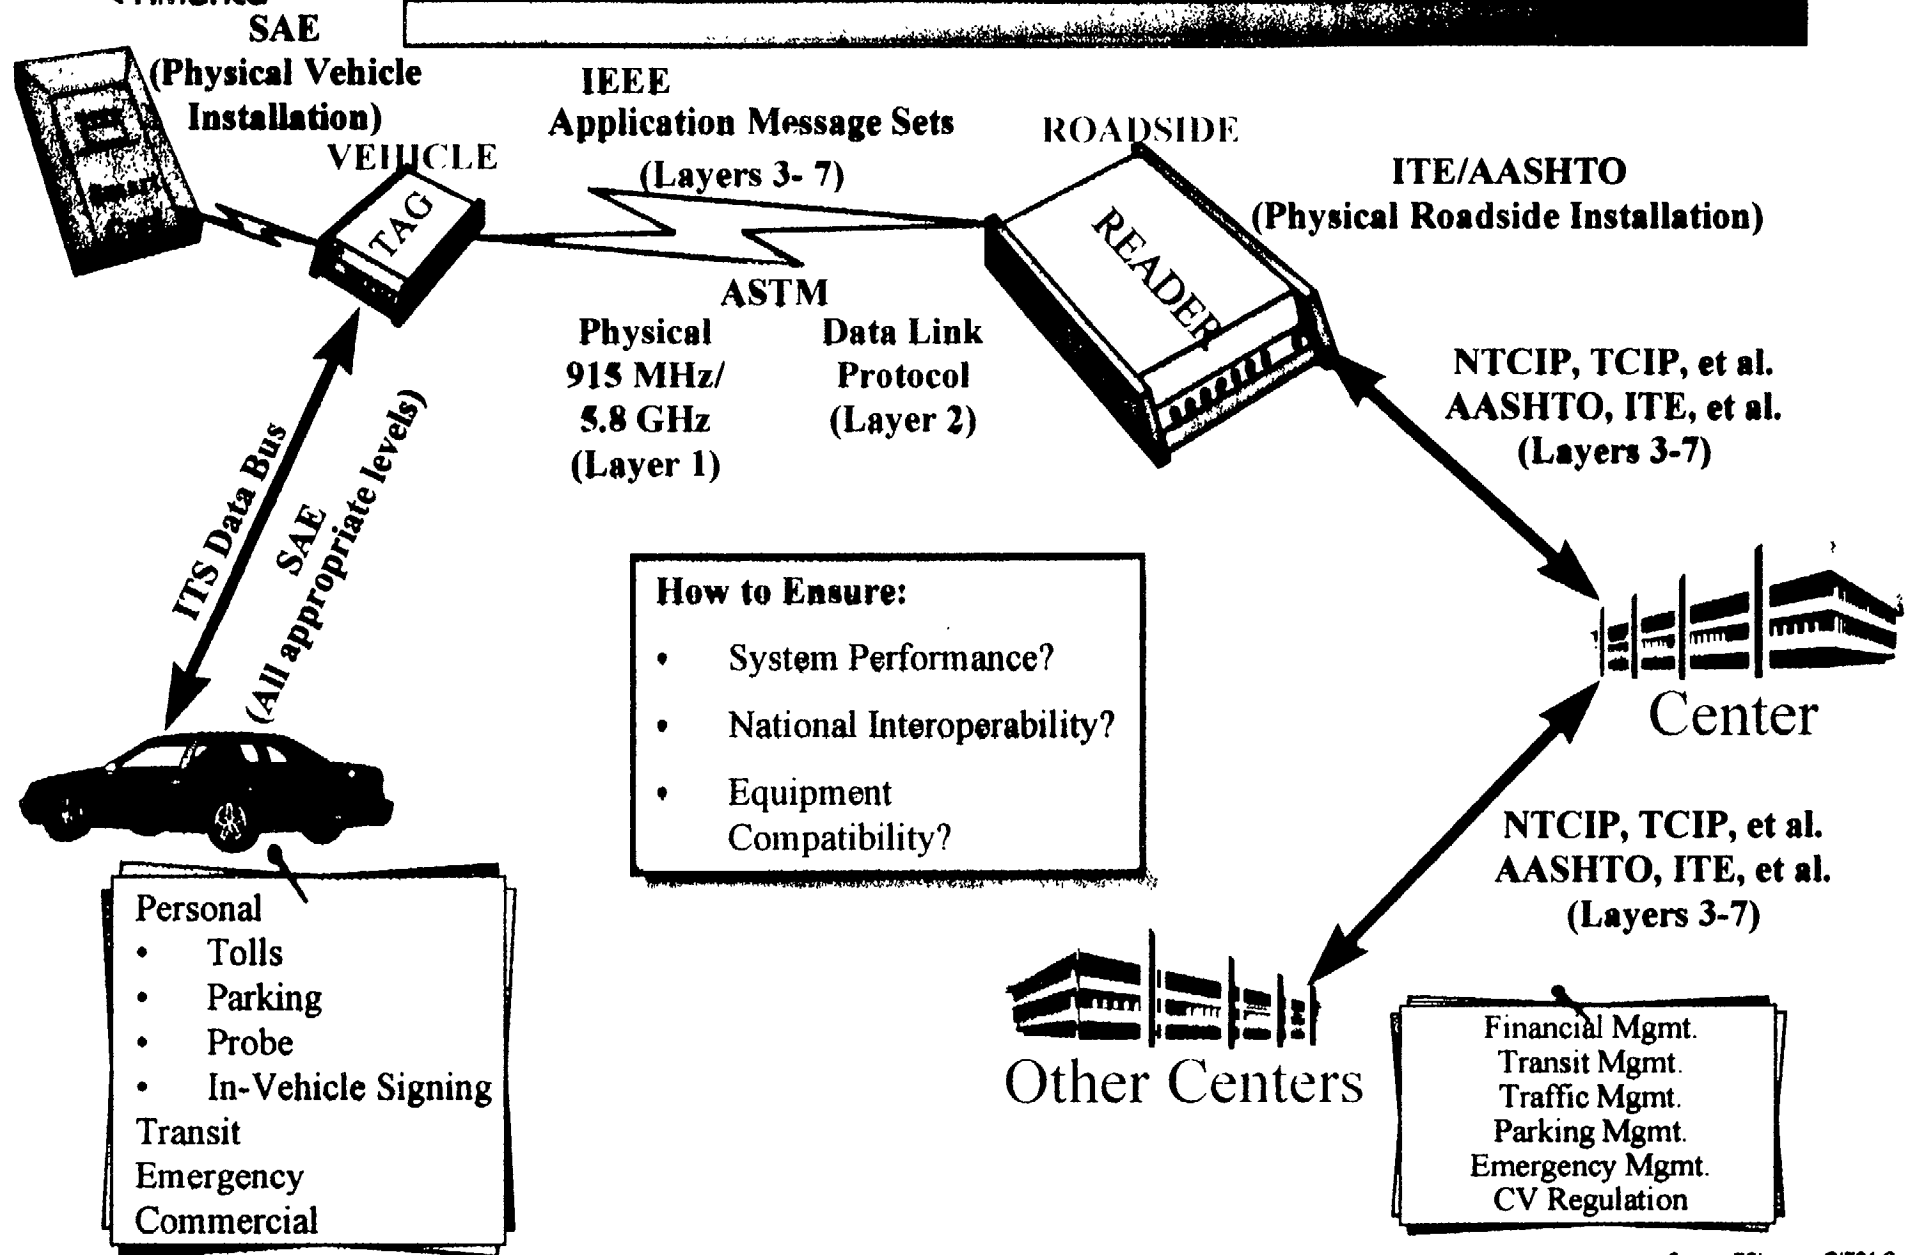 SAE
(Physical Vehicle
Installation)
VEHICLE
TAG
IEEE
Application Message Sets
(Layers 3- 7)
ROADSIDE
READER
ITE/AASHTO
(Physical Roadside Installation)
ASTM
Physical
915 MHz/
5.8 GHz
(Layer 1)
Data Link
Protocol
(Layer 2)
NTCIP, TCIP, et al.
AASHTO, ITE, et al.
(Layers 3-7)
ITS Data Bus
SAE
(All appropriate levels)
How to Ensure:
• System Performance?
• National Interoperability?
• Equipment
Compatibility?
Center
NTCIP, TCIP, et al.
AASHTO, ITE, et al.
(Layers 3-7)
Other Centers
Personal
• Tolls
• Parking
• Probe
• In-Vehicle Signing
Transit
Emergency
Commercial
Financial Mgmt.
Transit Mgmt.
Traffic Mgmt.
Parking Mgmt.
Emergency Mgmt.
CV Regulation